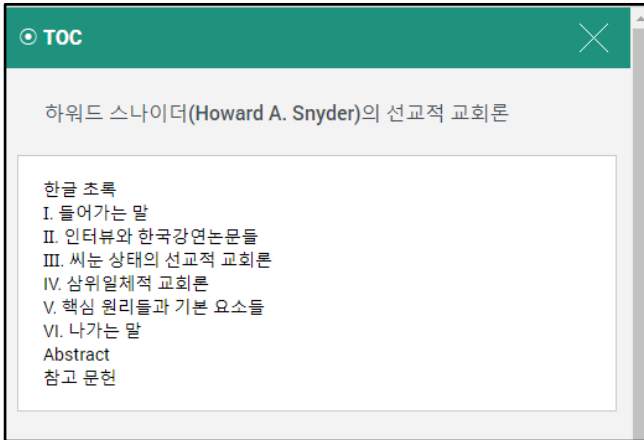 TOC
하워드 스나이더(Howard A. Snyder)의 선교적 교회론
한글 초록
I. 들어가는 말
II. 인터뷰와 한국강연논문들
III. 씨눈 상태의 선교적 교회론
IV. 삼위일체적 교회론
V. 핵심 원리들과 기본 요소들
VI. 나가는 말
Abstract
참고 문헌